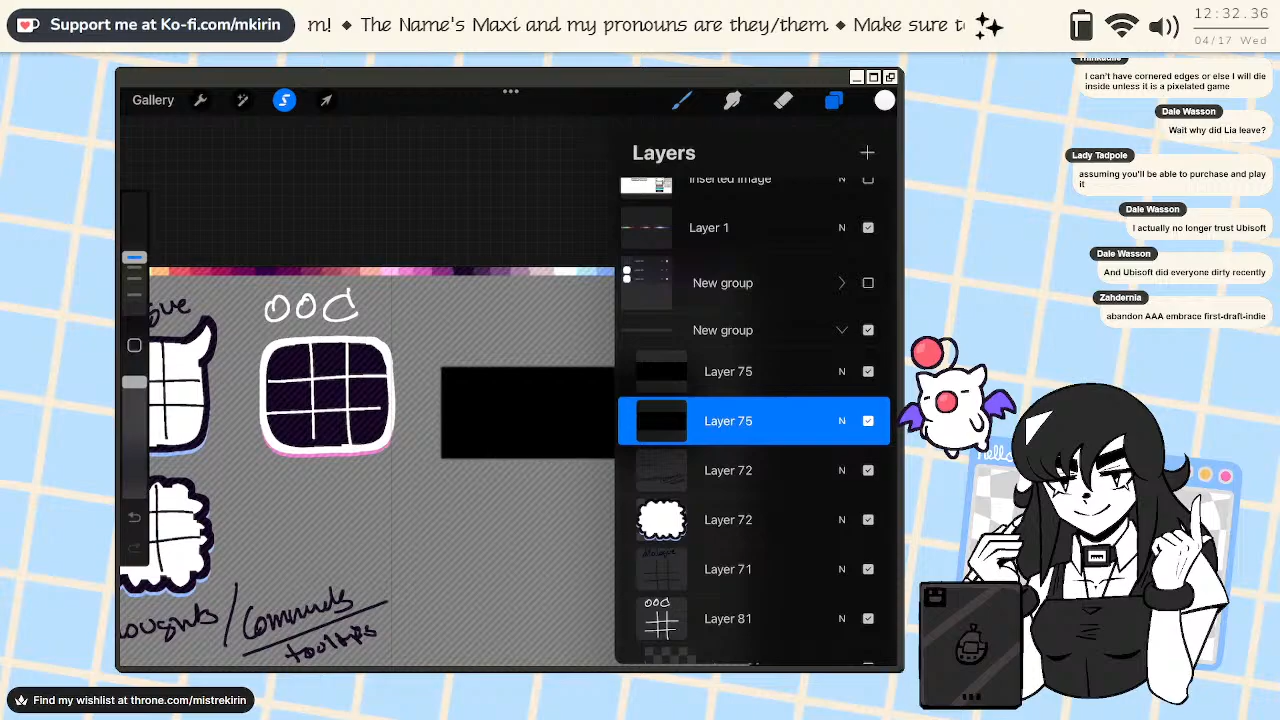 Support me at Ko-fi.com/mkirin
m! ◆ The Name's Maxi and my pronouns are they/them ◆ Make sure t
12:32.36
04/17 Wed
Gallery
Layers
Inserted Image N
Layer 1 N
New group
New group
Layer 75 N
Layer 75 N
Layer 72 N
Layer 72 N
Layer 71 N
Layer 81 N
OOC
oughts / Commands
tooltips
I can't have cornered edges or else I will die
inside unless it is a pixelated game
Dale Wasson
Wait why did Lia leave?
Lady Tadpole
assuming you'll be able to purchase and play
it
Dale Wasson
I actually no longer trust Ubisoft
Dale Wasson
And Ubisoft did everyone dirty recently
Zahdernia
abandon AAA embrace first-draft-indie
Hello
Find my wishlist at throne.com/mistrekirin